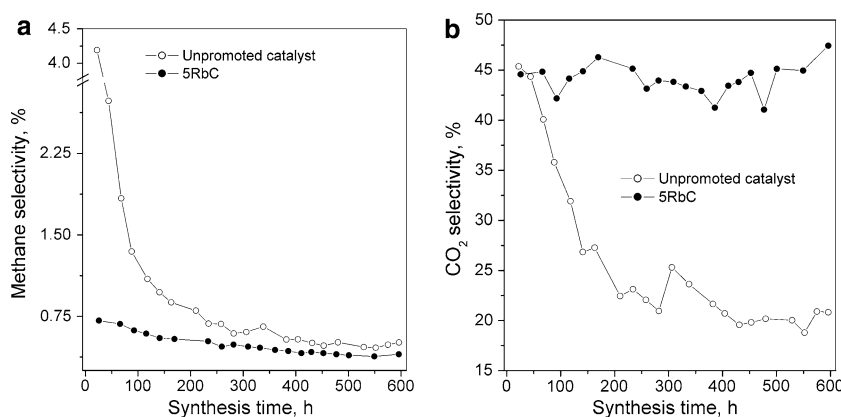 a
4.5
4.0
2.25
1.50
0.75
Methane selectivity, %
Unpromoted catalyst
5RbC
0 100 200 300 400 500 600
Synthesis time, h
b
50
45
40
35
30
25
20
15
CO₂ selectivity, %
Unpromoted catalyst
5RbC
0 100 200 300 400 500 600
Synthesis time, h